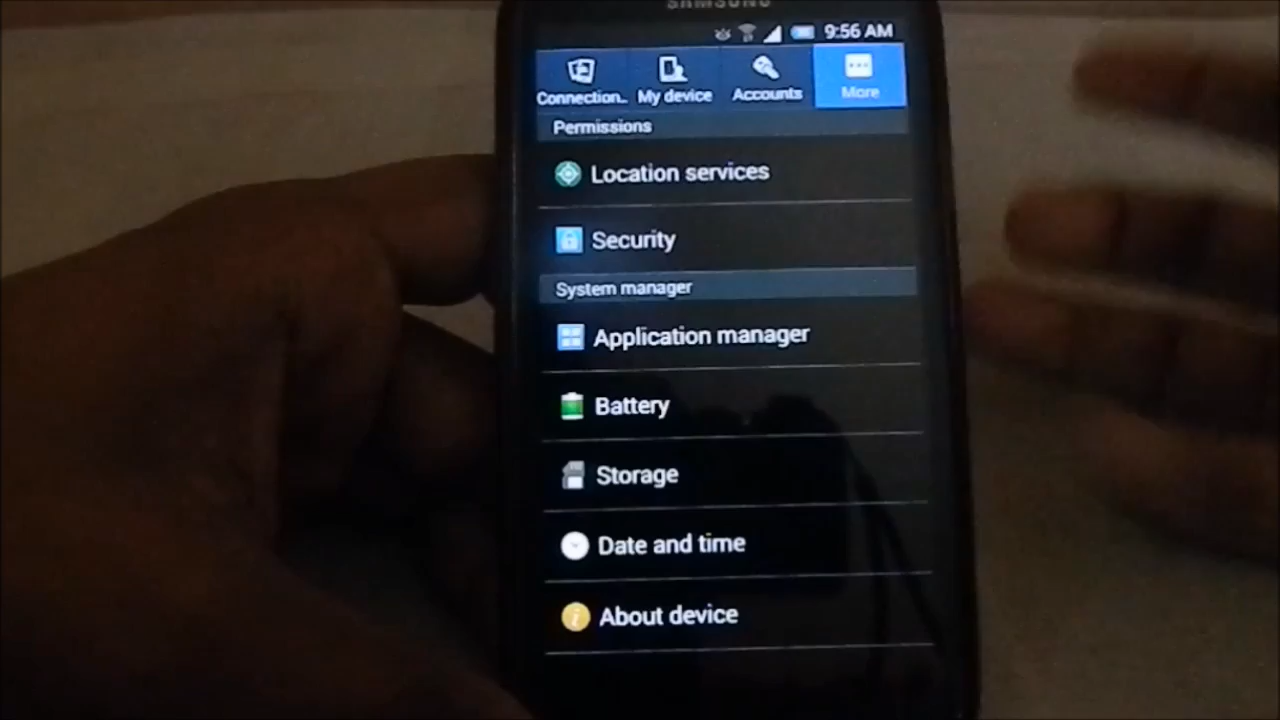 SAMSUNG
9:56 AM
Connection..
My device
Accounts
More
Permissions
Location services
Security
System manager
Application manager
Battery
Storage
Date and time
About device